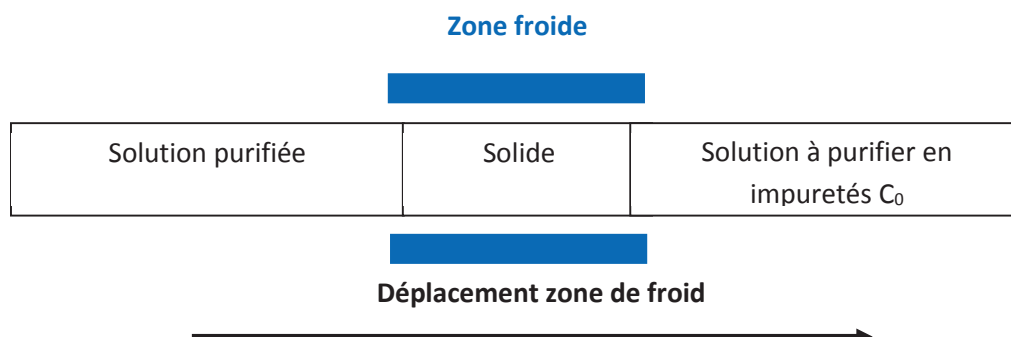 Zone froide
Solution purifiée
Solide
Solution à purifier en
impuretés C₀
Déplacement zone de froid